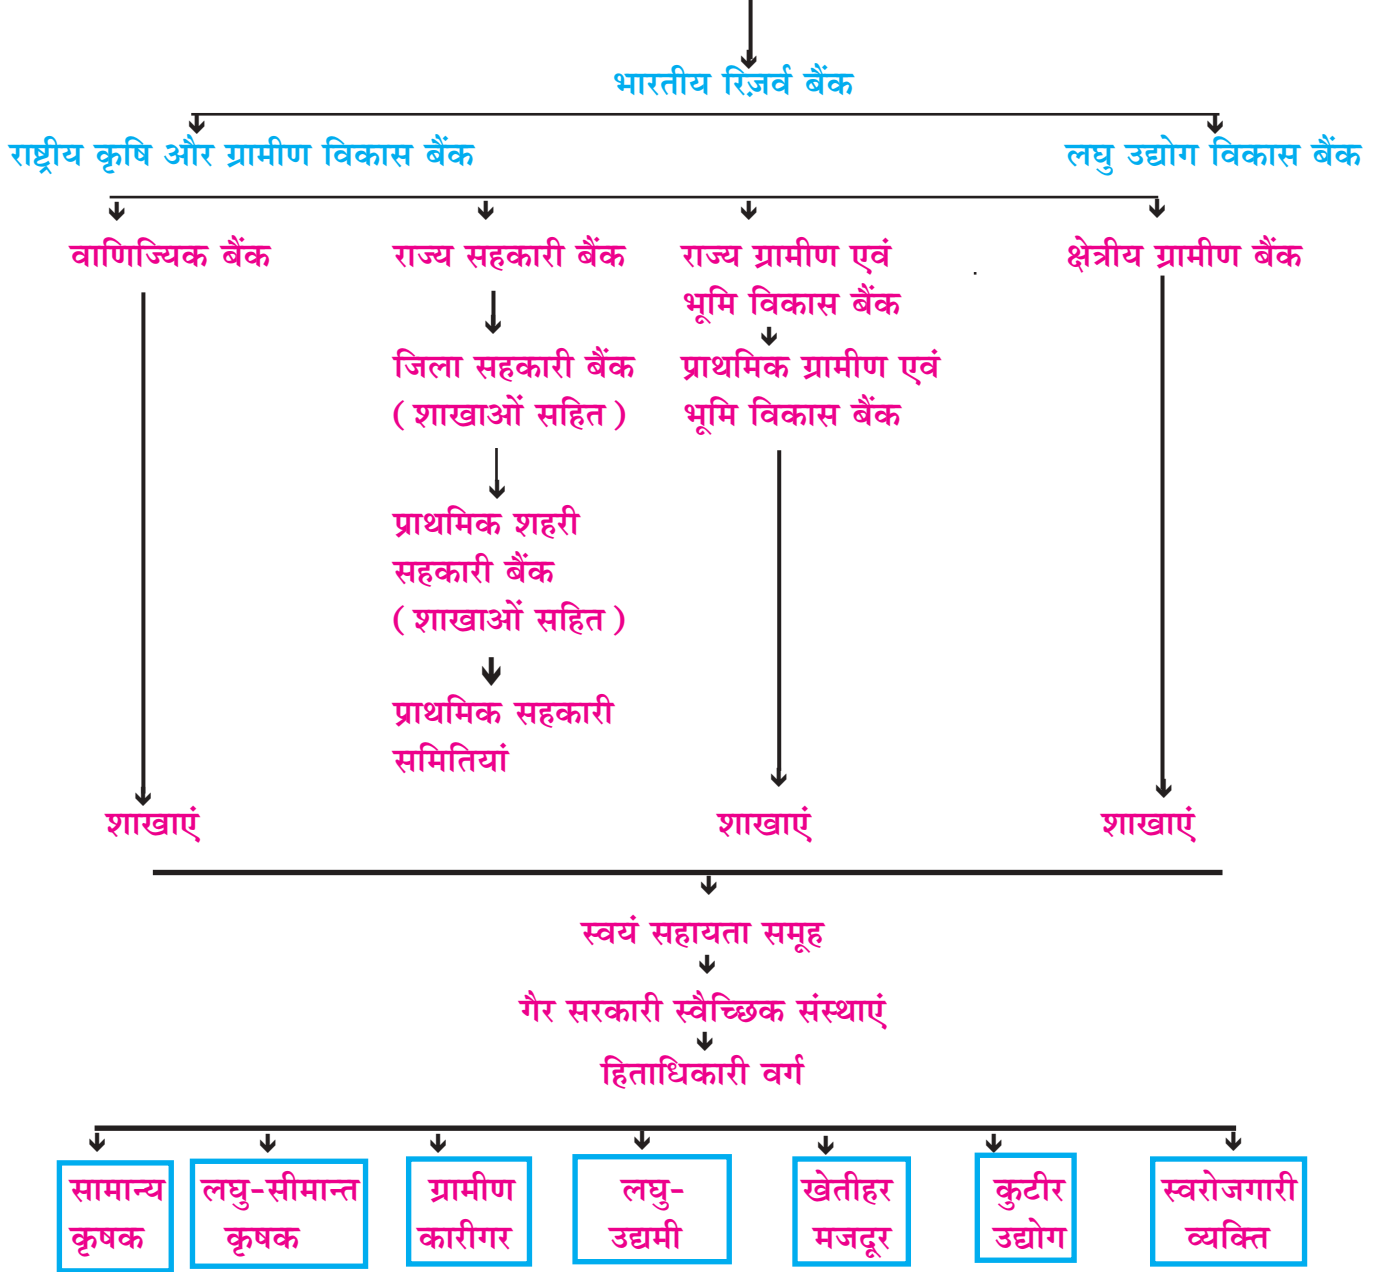 भारतीय रिज़र्व बैंक
राष्ट्रीय कृषि और ग्रामीण विकास बैंक
लघु उद्योग विकास बैंक
वाणिज्यिक बैंक
राज्य सहकारी बैंक
राज्य ग्रामीण एवं
भूमि विकास बैंक
क्षेत्रीय ग्रामीण बैंक
जिला सहकारी बैंक
( शाखाओं सहित )
प्राथमिक ग्रामीण एवं
भूमि विकास बैंक
प्राथमिक शहरी
सहकारी बैंक
( शाखाओं सहित )
प्राथमिक सहकारी
समितियां
शाखाएं
शाखाएं
शाखाएं
स्वयं सहायता समूह
गैर सरकारी स्वैच्छिक संस्थाएं
हिताधिकारी वर्ग
सामान्य
कृषक
लघु-सीमान्त
कृषक
ग्रामीण
कारीगर
लघु-
उद्यमी
खेतीहर
मजदूर
कुटीर
उद्योग
स्वरोजगारी
व्यक्ति